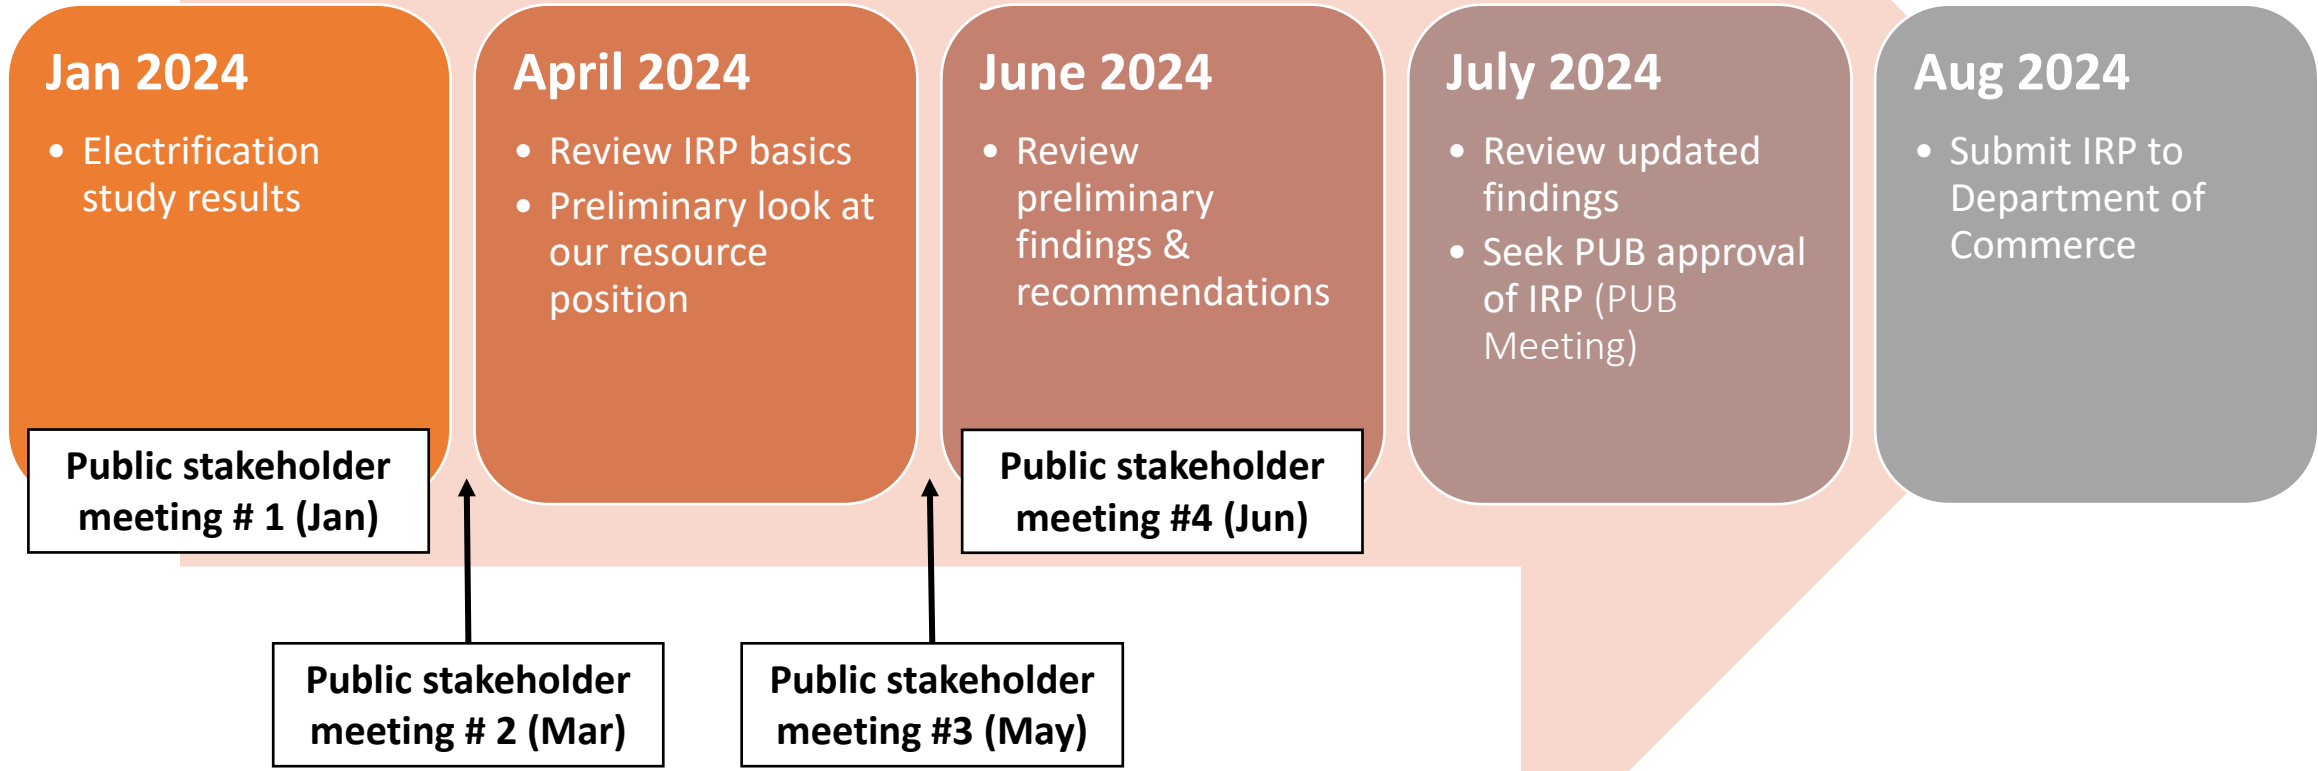 Jan 2024
• Electrification
study results
April 2024
• Review IRP basics
• Preliminary look at
our resource
position
June 2024
• Review
preliminary
findings &
recommendations
July 2024
• Review updated
findings
• Seek PUB approval
of IRP (PUB
Meeting)
Aug 2024
• Submit IRP to
Department of
Commerce
Public stakeholder
meeting # 1 (Jan)
Public stakeholder
meeting #4 (Jun)
Public stakeholder
meeting # 2 (Mar)
Public stakeholder
meeting #3 (May)